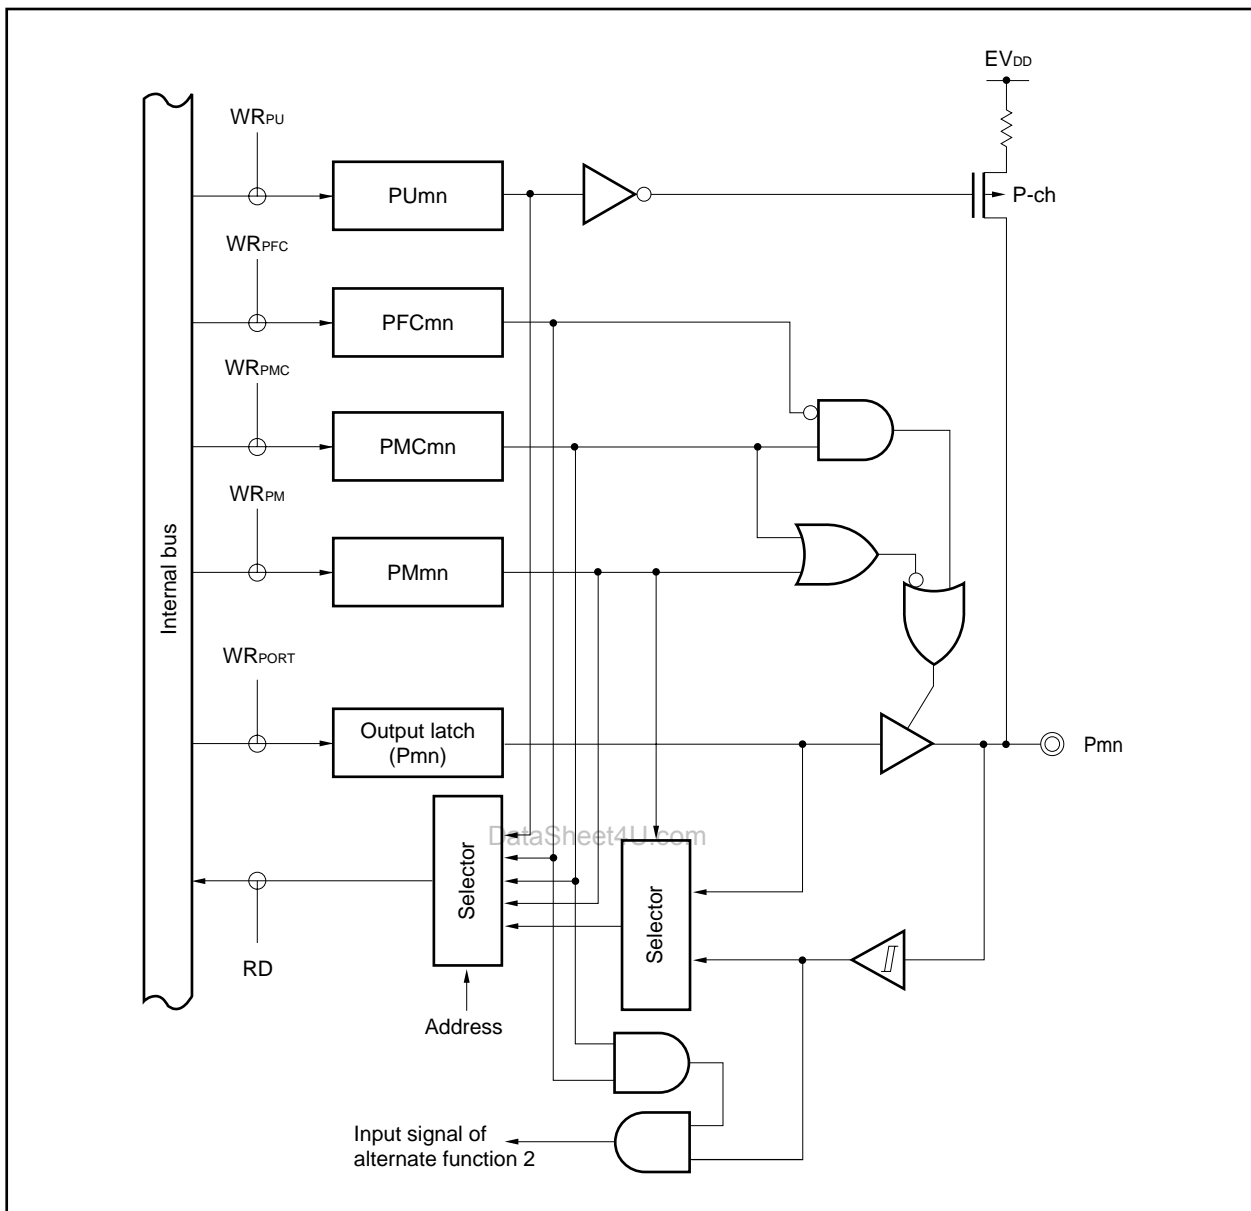 EVDD
WRPU
PUmn
P-ch
WRPFC
PFCmn
WRPMC
PMCmn
WRPM
PMmn
Internal bus
WRPORT
Output latch
(Pmn)
Pmn
DataSheet4U.com
Selector
Selector
RD
Address
Input signal of
alternate function 2